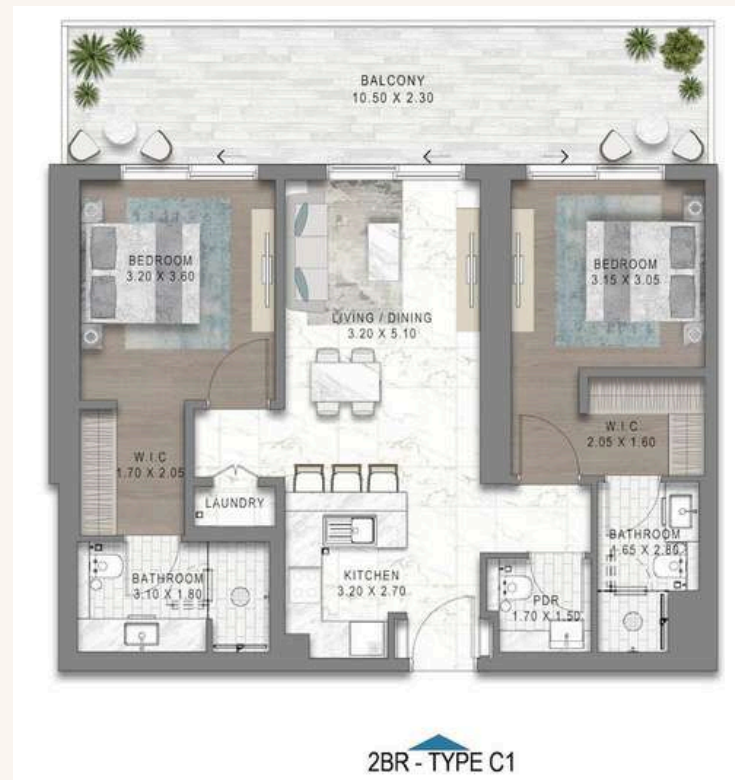 BALCONY
10.50 X 2.30
BEDROOM
3.20 X 3.60
BEDROOM
3.15 X 3.05
LIVING / DINING
3.20 X 5.10
W.I.C
1.70 X 2.05
W.I.C
2.05 X 1.60
LAUNDRY
BATHROOM
3.10 X 1.80
KITCHEN
3.20 X 2.70
PDR
1.70 X 1.50
BATHROOM
1.65 X 2.80
2BR - TYPE C1